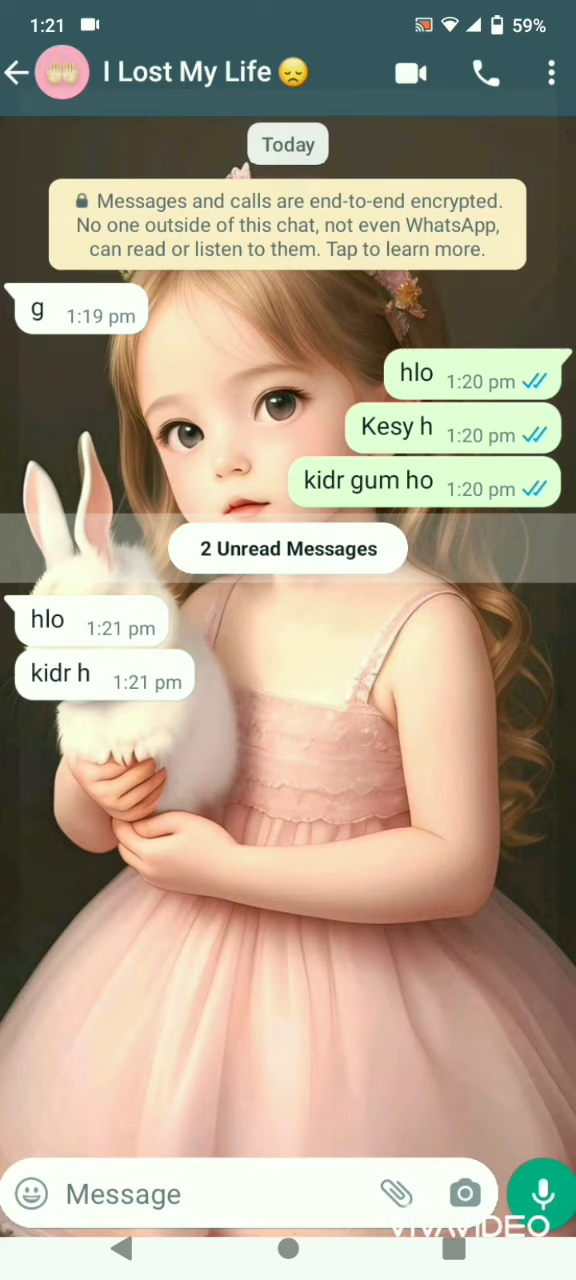 1:21 59%
I Lost My Life 😞
Today
Messages and calls are end-to-end encrypted.
No one outside of this chat, not even WhatsApp,
can read or listen to them. Tap to learn more.
g 1:19 pm
hlo 1:20 pm
Kesy h 1:20 pm
kidr gum ho 1:20 pm
2 Unread Messages
hlo 1:21 pm
kidr h 1:21 pm
Message
VIVAVIDEO